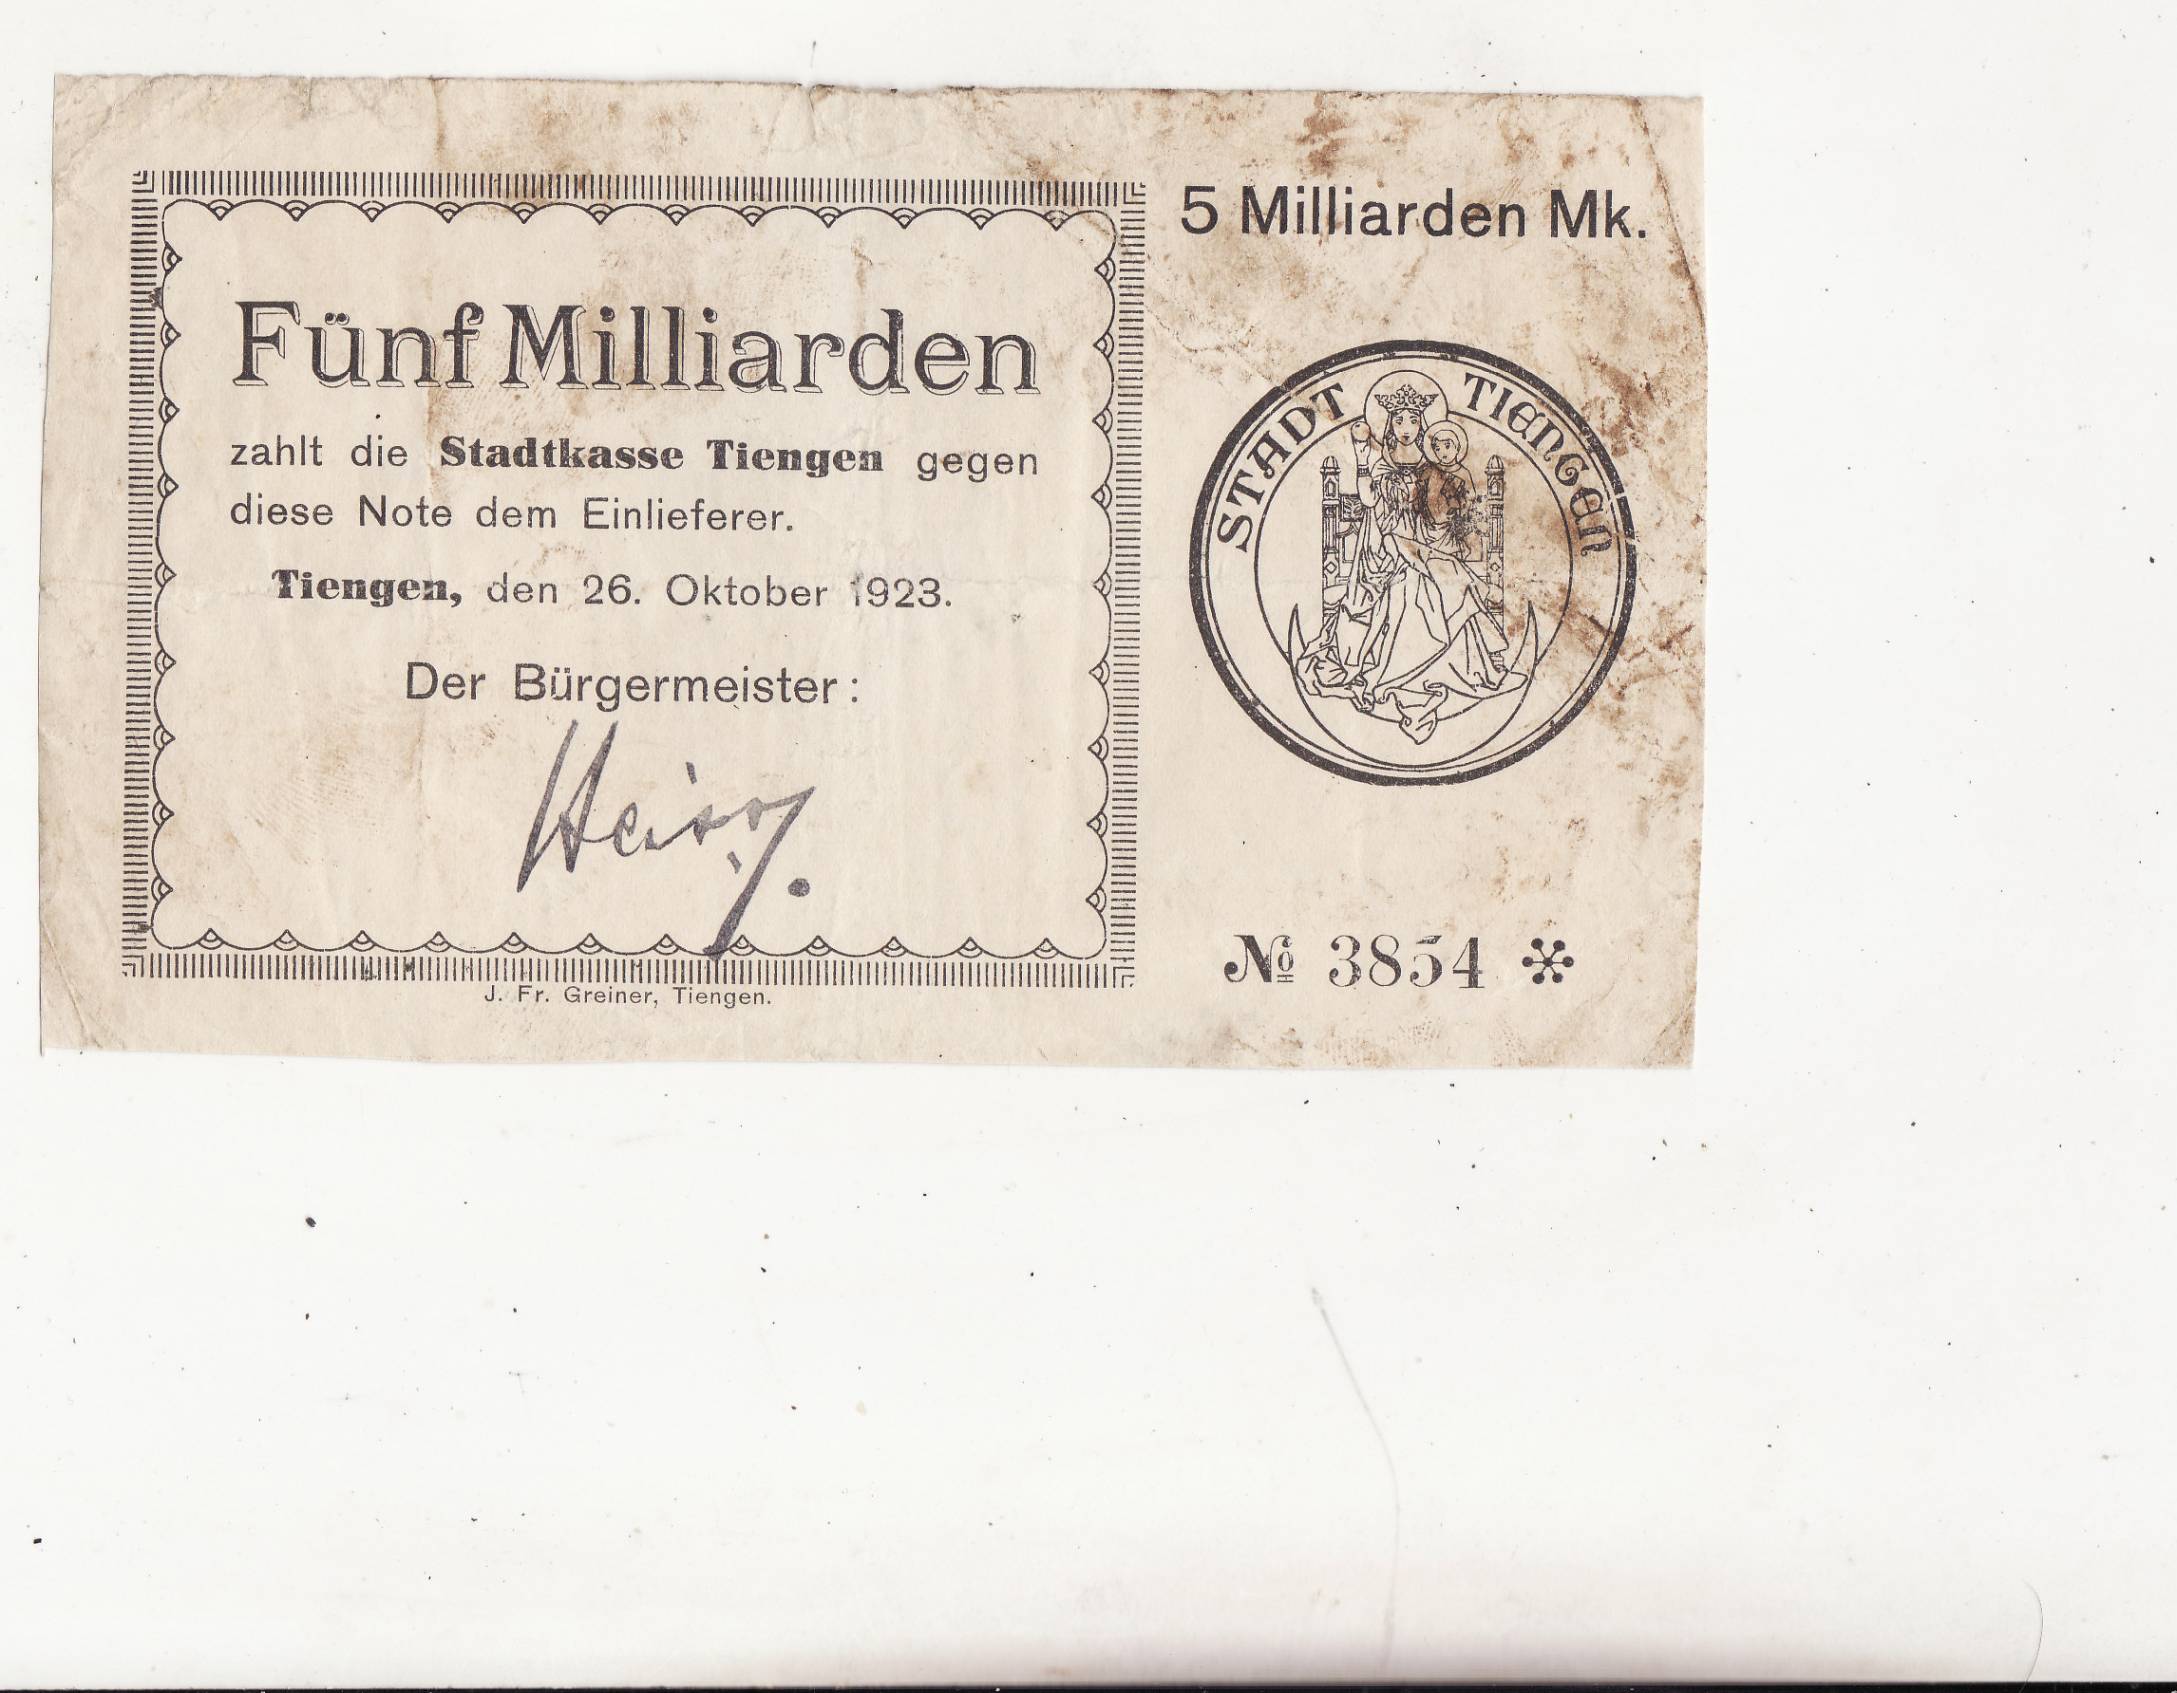 Fünf Milliarden
zahlt die Stadtkasse Tiengen gegen
diese Note dem Einlieferer.
Tiengen, den 26. Oktober 1923.
Der Bürgermeister:
J. Fr. Greiner, Tiengen.
5 Milliarden Mk.
STADT TIENGEN
№ 3854